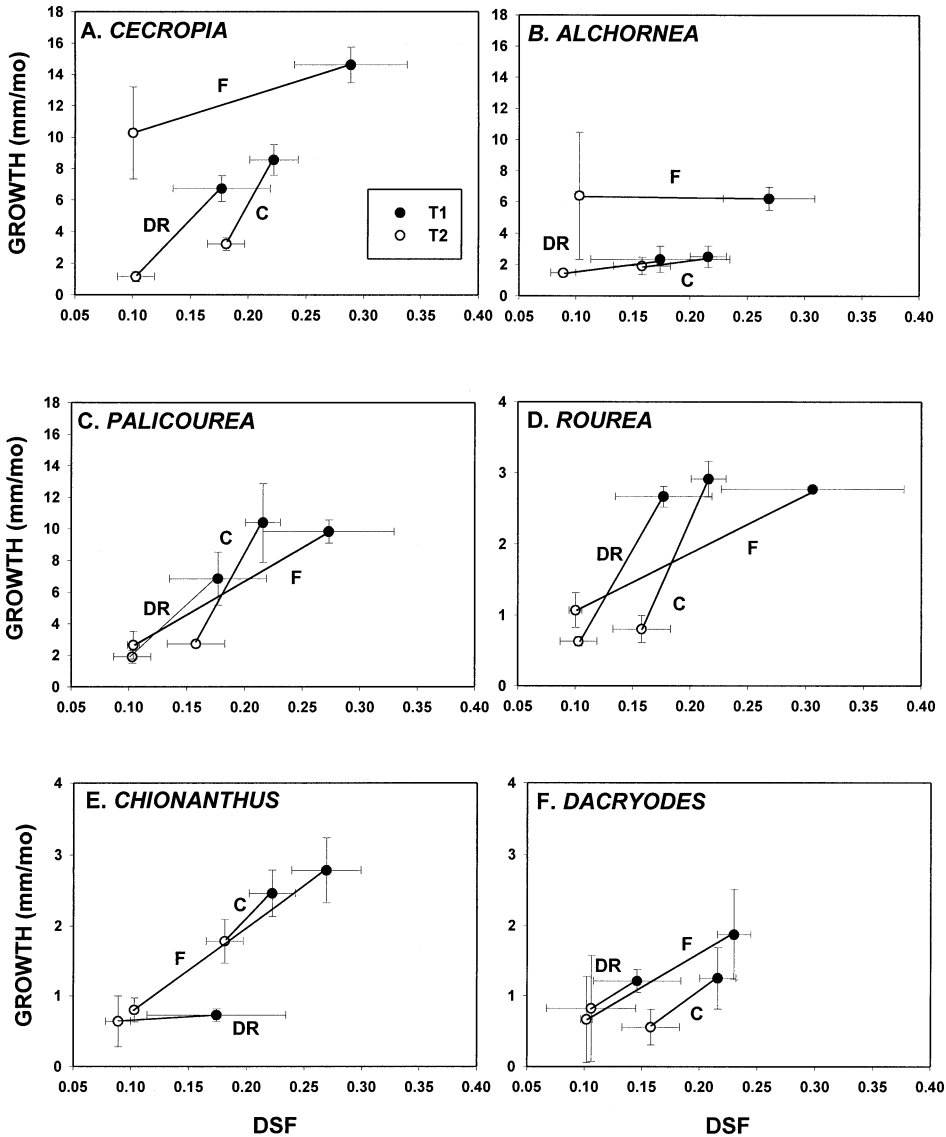 A. CECROPIA
GROWTH (mm/mo)
18
16
14
12
10
8
6
4
2
0
F
DR
C
T1
T2
0.05 0.10 0.15 0.20 0.25 0.30 0.35 0.40
B. ALCHORNEA
18
16
14
12
10
8
6
4
2
0
F
DR
C
0.05 0.10 0.15 0.20 0.25 0.30 0.35 0.40
C. PALICOUREA
GROWTH (mm/mo)
18
16
14
12
10
8
6
4
2
0
C
F
DR
0.05 0.10 0.15 0.20 0.25 0.30 0.35 0.40
D. ROUREA
4
3
2
1
0
DR
F
C
0.05 0.10 0.15 0.20 0.25 0.30 0.35 0.40
E. CHIONANTHUS
GROWTH (mm/mo)
4
3
2
1
0
C
F
DR
0.05 0.10 0.15 0.20 0.25 0.30 0.35 0.40
DSF
F. DACRYODES
4
3
2
1
0
F
DR
C
0.05 0.10 0.15 0.20 0.25 0.30 0.35 0.40
DSF